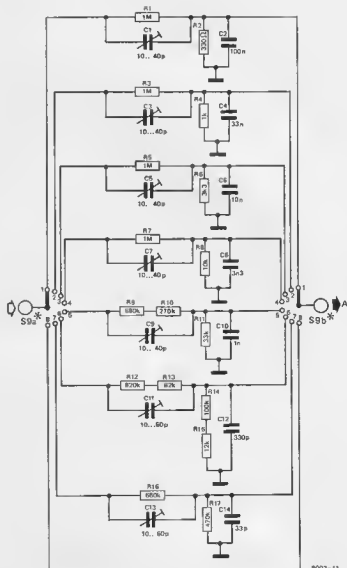 R1
1M
C1
10...40p
R2
330Ω
C2
100n
R3
1M
C3
10...40p
R4
1k
C4
33n
R5
1M
C5
10...40p
R6
3k3
C6
10n
R7
1M
C7
10...40p
R8
10k
C8
3n3
R9
680k
R10
270k
C9
10...40p
R11
33k
C10
1n
R12
820k
R13
82k
C11
10...60p
R14
100k
R15
12k
C12
330p
R16
680k
C13
10...60p
R17
470k
C14
33p
1
2
3
4
5
6
7
8
S9a*
1
2
3
4
5
6
7
8
S9b*
A